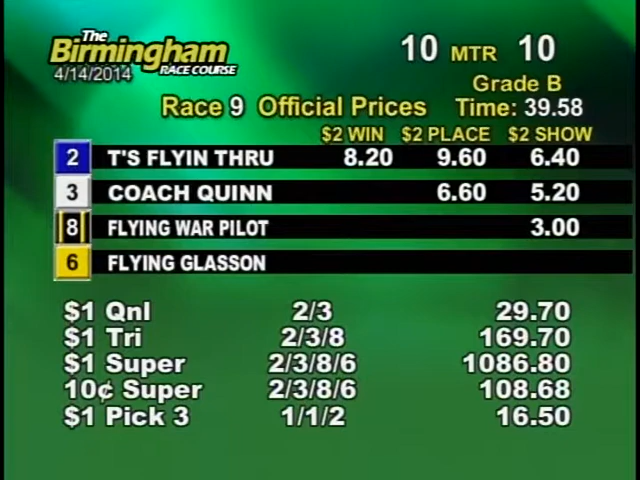 The
Birmingham
RACE COURSE
4/14/2014
10 MTR 10
Grade B
Race 9 Official Prices Time: 39.58
$2 WIN $2 PLACE $2 SHOW
2 T'S FLYIN THRU 8.20 9.60 6.40
3 COACH QUINN 6.60 5.20
8 FLYING WAR PILOT 3.00
6 FLYING GLASSON
$1 Qnl 2/3 29.70
$1 Tri 2/3/8 169.70
$1 Super 2/3/8/6 1086.80
10¢ Super 2/3/8/6 108.68
$1 Pick 3 1/1/2 16.50